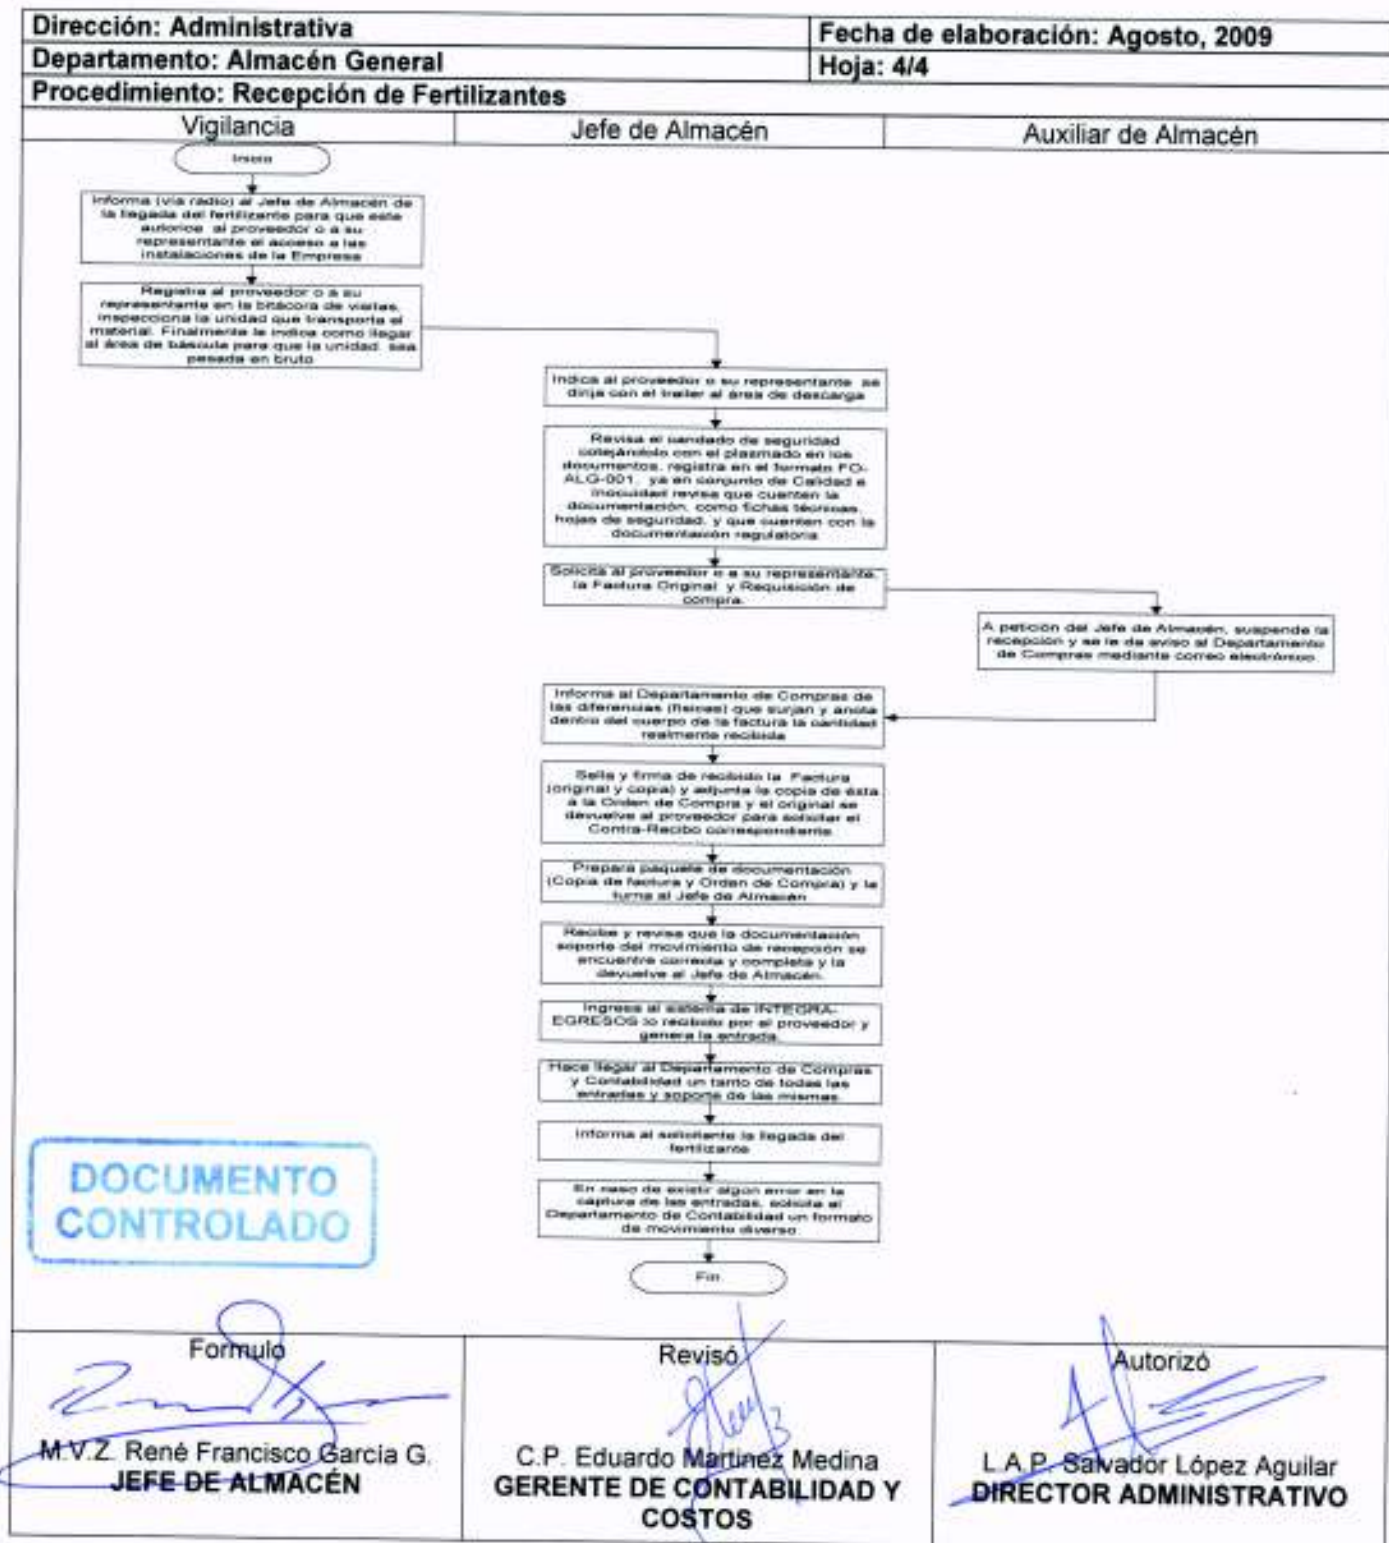 Dirección: Administrativa
Fecha de elaboración: Agosto, 2009
Departamento: Almacén General
Hoja: 4/4
Procedimiento: Recepción de Fertilizantes
Vigilancia
Jefe de Almacén
Auxiliar de Almacén
Inicio
Informa (vía radio) al Jefe de Almacén de
la llegada del fertilizante para que este
autorice al proveedor o a su
representante el acceso a las
instalaciones de la Empresa
Registra al proveedor o a su
representante en la bitácora de visitas,
inspecciona la unidad que transporta el
material. Finalmente le indica como llegar
al área de báscula para que la unidad sea
pesada en bruto
Indica al proveedor o su representante se
dirija con el trailer al área de descarga
Revisa el candado de seguridad
cotejándolo con el plasmado en los
documentos, registra en el formato FO-
ALG-001, ya en conjunto de Calidad e
Inocuidad revisa que cuenten la
documentación, como fichas técnicas,
hojas de seguridad, y que cuenten con la
documentación regulatoria
Solicita al proveedor o a su representante,
la Factura Original y Requisición de
compra.
A petición del Jefe de Almacén, suspende la
recepción y se le da aviso al Departamento
de Compras mediante correo electrónico
Informa al Departamento de Compras de
las diferencias (físicas) que surjan y anota
dentro del cuerpo de la factura la cantidad
realmente recibida
Sella y firma de recibido la Factura
(original y copia) y adjunta la copia de ésta
a la Orden de Compra y el original se
devuelve al proveedor para solicitar el
Contra-Recibo correspondiente
Prepara paquete de documentación
(Copia de factura y Orden de Compra) y la
turna al Jefe de Almacén
Recibe y revisa que la documentación
soporte del movimiento de recepción se
encuentre correcta y completa y la
devuelve al Jefe de Almacén.
Ingresa al sistema de INTEGRA-
EGRESOS lo recibido por el proveedor y
genera la entrada.
Hace llegar al Departamento de Compras
y Contabilidad un tanto de todas las
entradas y soporte de las mismas.
Informa al solicitante la llegada del
fertilizante
En caso de existir algún error en la
captura de las entradas, solicita al
Departamento de Contabilidad un formato
de movimiento diverso
Fin
DOCUMENTO
CONTROLADO
Formulo
Revisó
Autorizó
M.V.Z. René Francisco García G.
JEFE DE ALMACÉN
C.P. Eduardo Martinez Medina
GERENTE DE CONTABILIDAD Y
COSTOS
L.A.P. Salvador López Aguilar
DIRECTOR ADMINISTRATIVO